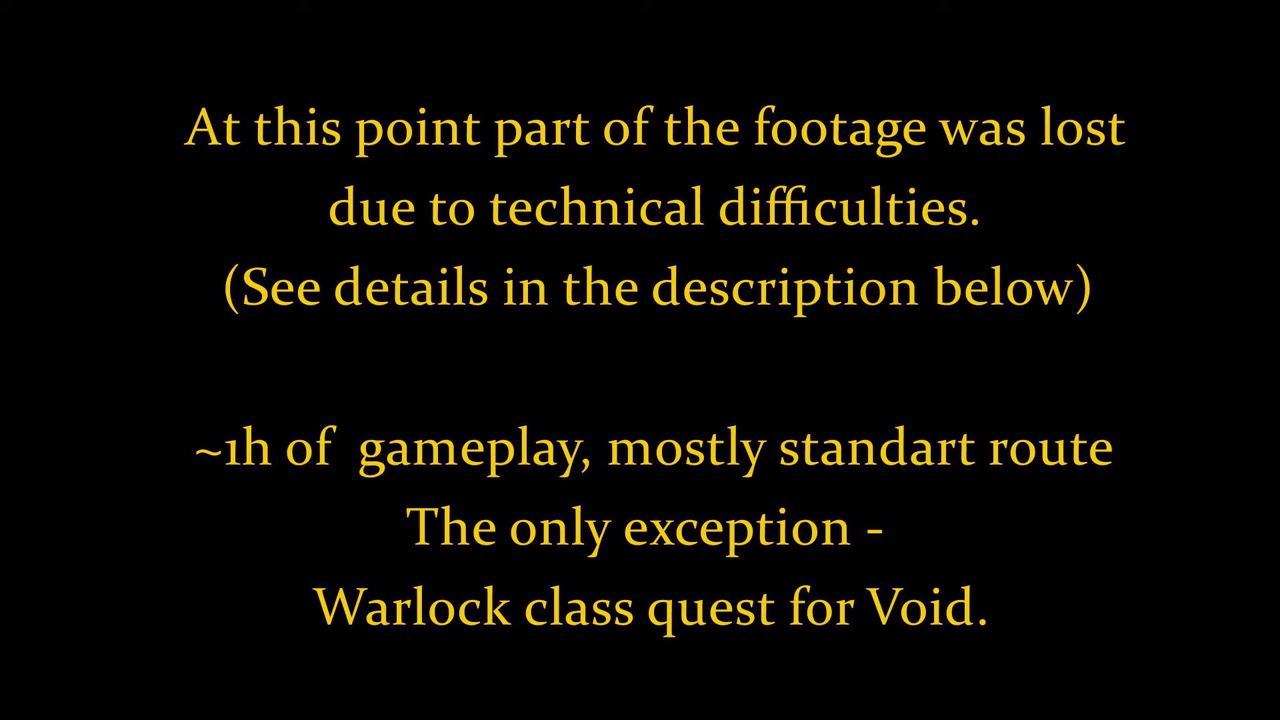 At this point part of the footage was lost
due to technical difficulties.
(See details in the description below)
~1h of gameplay, mostly standart route
The only exception -
Warlock class quest for Void.